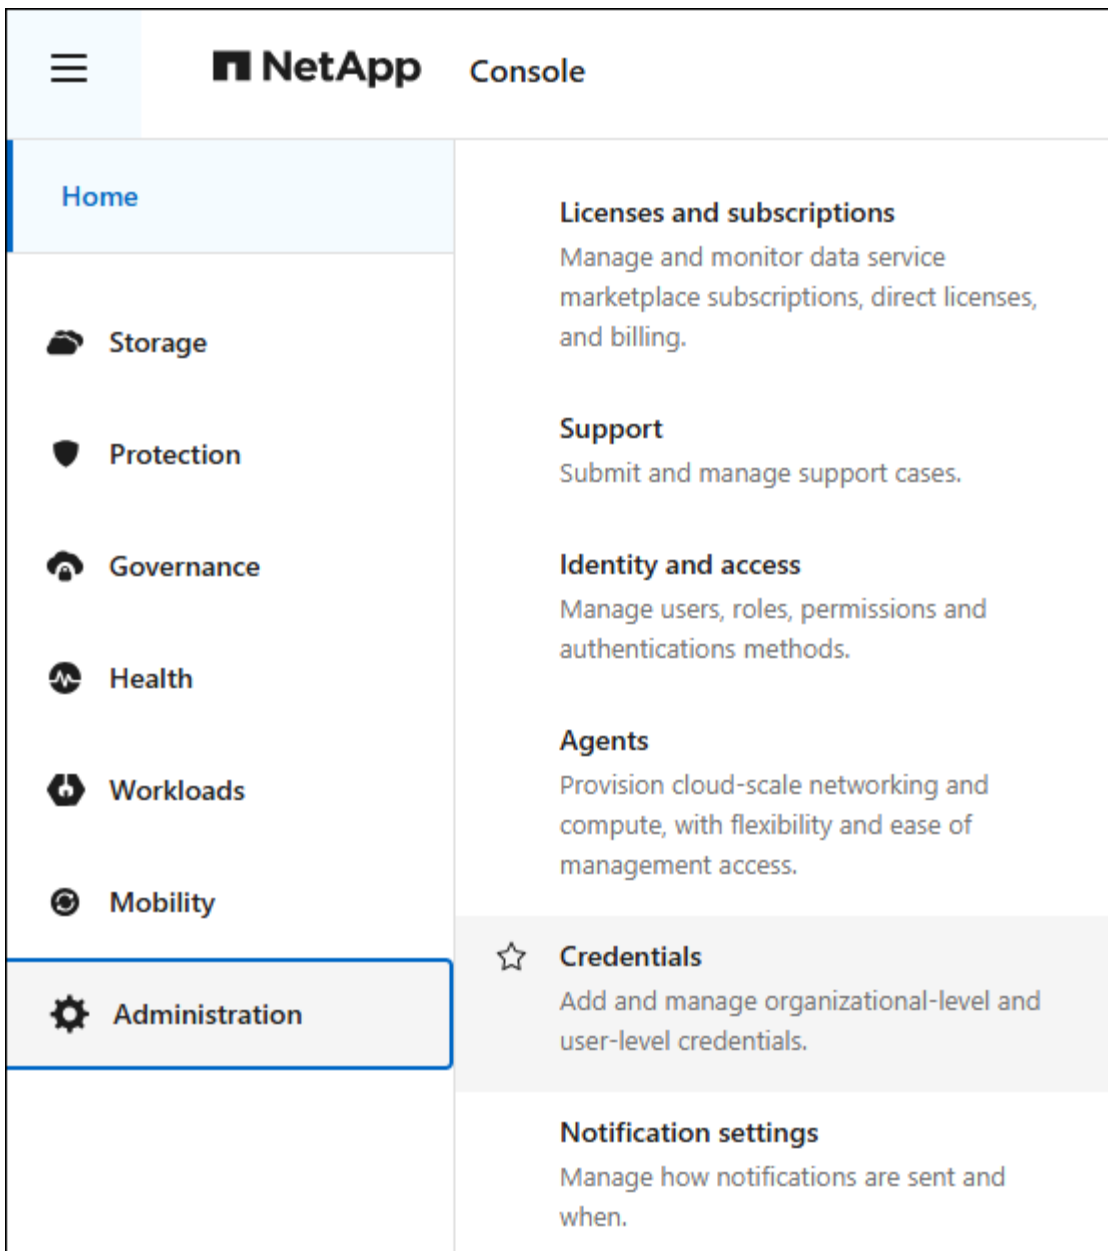 NetApp Console
Home
Storage
Protection
Governance
Health
Workloads
Mobility
Administration
Licenses and subscriptions
Manage and monitor data service
marketplace subscriptions, direct licenses,
and billing.
Support
Submit and manage support cases.
Identity and access
Manage users, roles, permissions and
authentications methods.
Agents
Provision cloud-scale networking and
compute, with flexibility and ease of
management access.
Credentials
Add and manage organizational-level and
user-level credentials.
Notification settings
Manage how notifications are sent and
when.